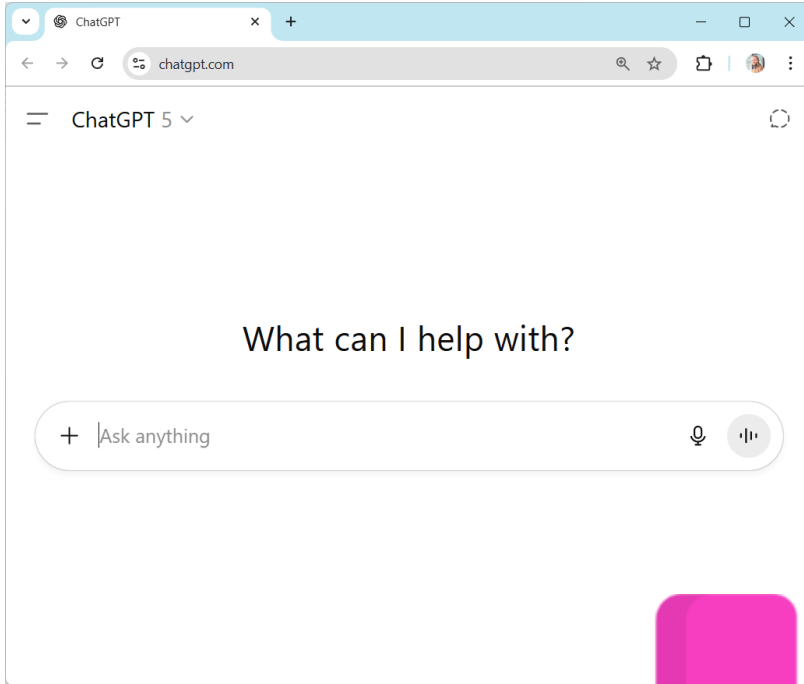 ChatGPT
chatgpt.com
ChatGPT 5
What can I help with?
Ask anything